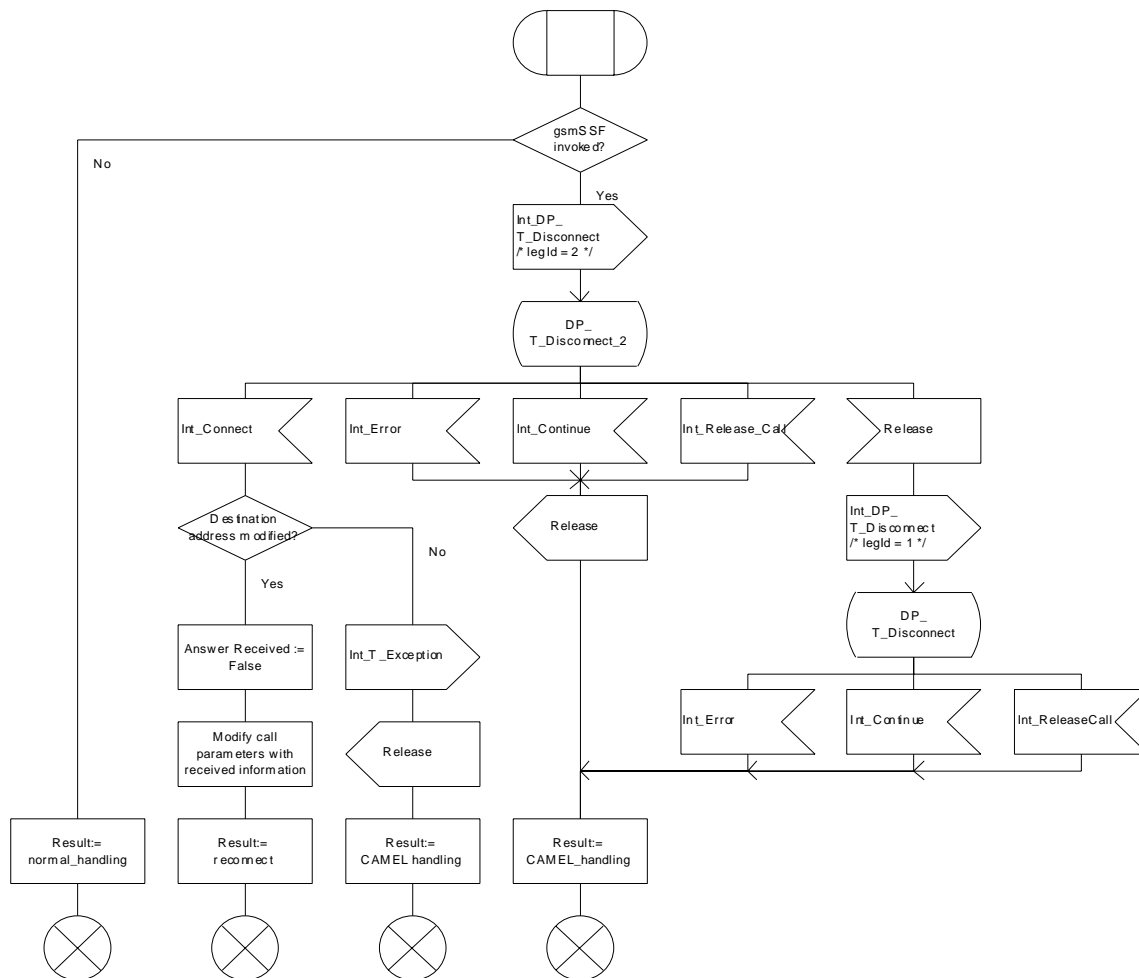 gsmSSF
invoked?
No
Yes
Int_DP_
T_Disconnect
/* legId = 2 */
DP_
T_Disconnect_2
Int_Connect
Int_Error
Int_Continue
Int_Release_Call
Release
Destination
address modified?
Release
Int_DP_
T_Disconnect
/* legId = 1 */
No
Yes
DP_
T_Disconnect
Answer Received :=
False
Int_T_Exception
Int_Error
Int_Continue
Int_ReleaseCall
Modify call
parameters with
received information
Release
Result:=
normal_handling
Result:=
reconnect
Result:=
CAMEL handling
Result:=
CAMEL_handling